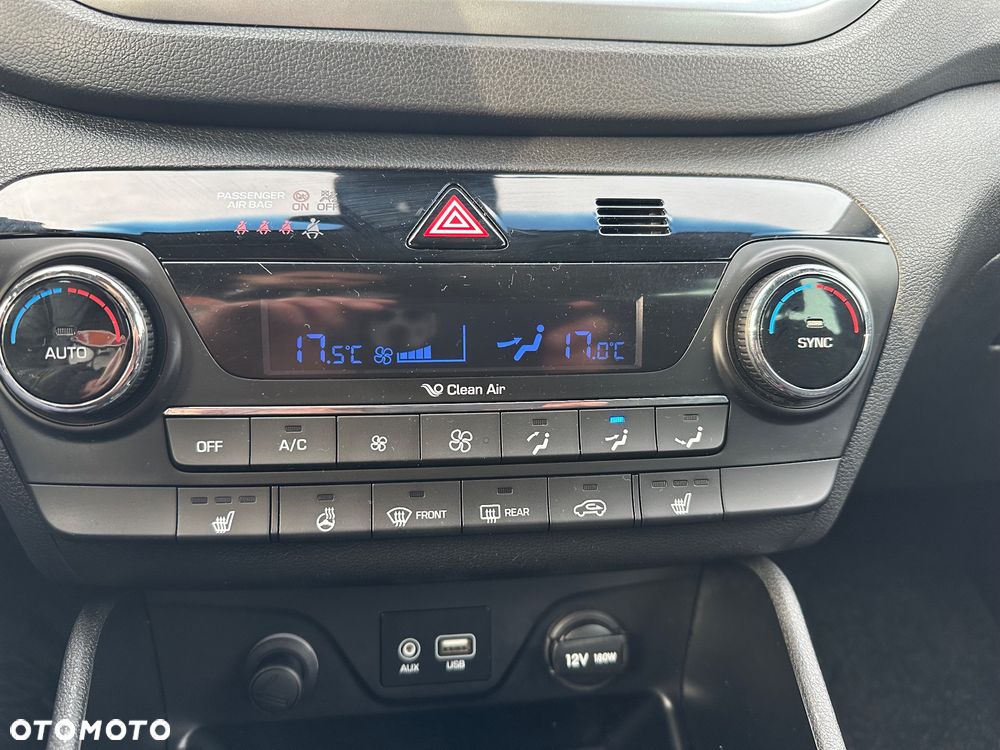 PASSENGER
AIR BAG
ON OFF
17.5°C
17.0°C
AUTO
SYNC
Clean Air
OFF
A/C
FRONT
REAR
AUX
USB
12V 180W
OTOMOTO